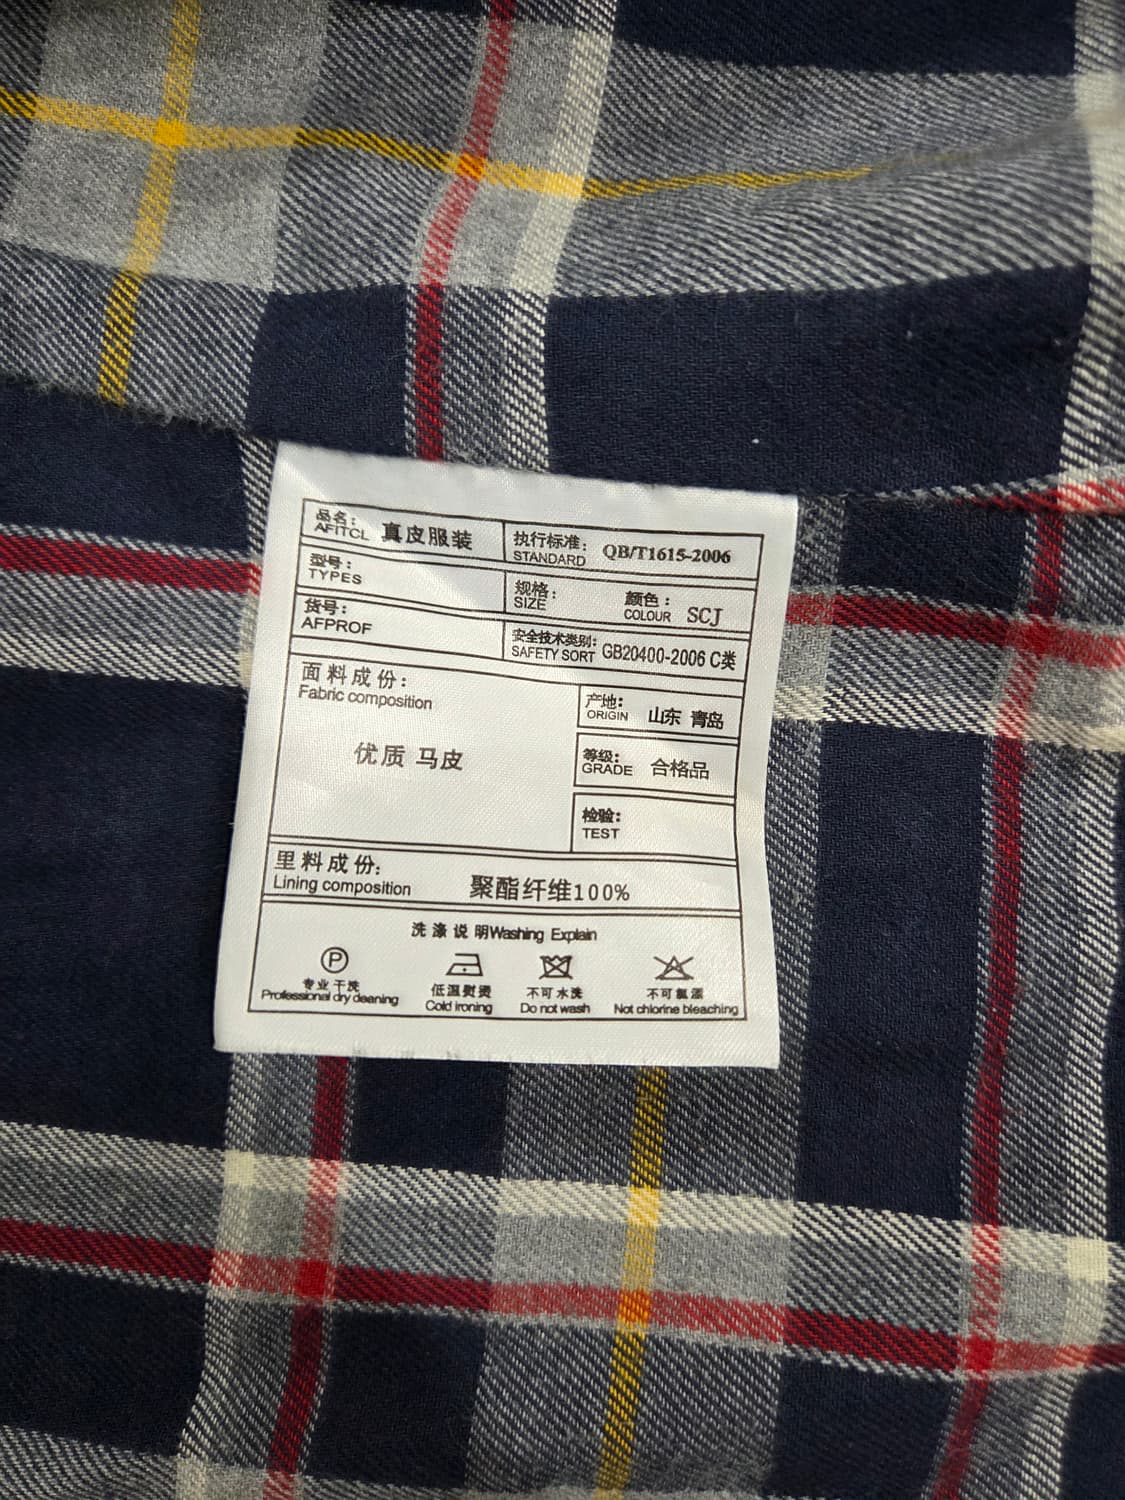 品名: 真皮服装 执行标准: QB/T1615-2006
AFITCL STANDARD
型号: 规格: 颜色: SCJ
TYPES SIZE COLOUR
货号: 安全技术类别: GB20400-2006 C类
AFPROF SAFETY SORT
面料成份:
Fabric composition
优质 马皮
产地: 山东 青岛
ORIGIN
等级: 合格品
GRADE
检验:
TEST
里料成份:
Lining composition 聚酯纤维100%
洗涤说明Washing Explain
P
专业干洗 低温熨烫 不可水洗 不可氯漂
Professional dry cleaning Cold ironing Do not wash Not chlorine bleaching